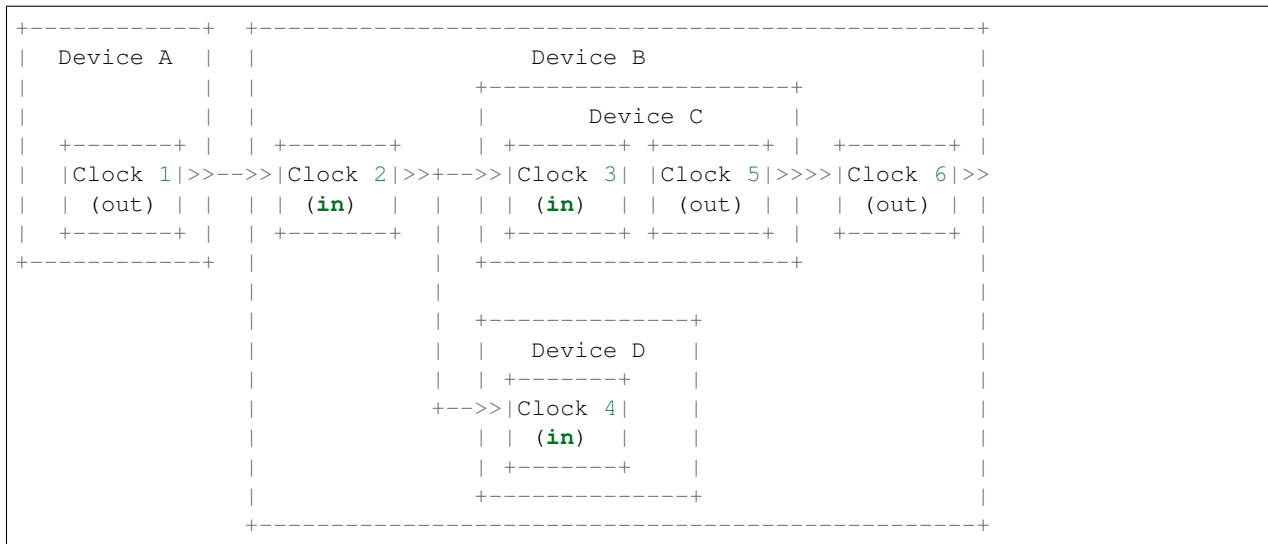 +------------+  +--------------------------------------------------+
|  Device A  |  |                   Device B                       |
|            |  |               +---------------------+            |
|            |  |               |       Device C      |            |
|  +-------+ |  | +-------+     | +-------+ +-------+ |  +-------+ |
|  |Clock 1|>>-->>|Clock 2|>>+-->>|Clock 3| |Clock 5|>>>>|Clock 6|>>
|  | (out) | |  | | (in)  |  |  | | (in)  | | (out) | |  | (out) | |
|  +-------+ |  | +-------+  |  | +-------+ +-------+ |  +-------+ |
+------------+  |            |  +---------------------+            |
                |            |                                     |
                |            |  +--------------+                   |
                |            |  |   Device D   |                   |
                |            |  | +-------+    |                   |
                |            +-->>|Clock 4|    |                   |
                |               | | (in)  |    |                   |
                |               | +-------+    |                   |
                |               +--------------+                   |
                +--------------------------------------------------+